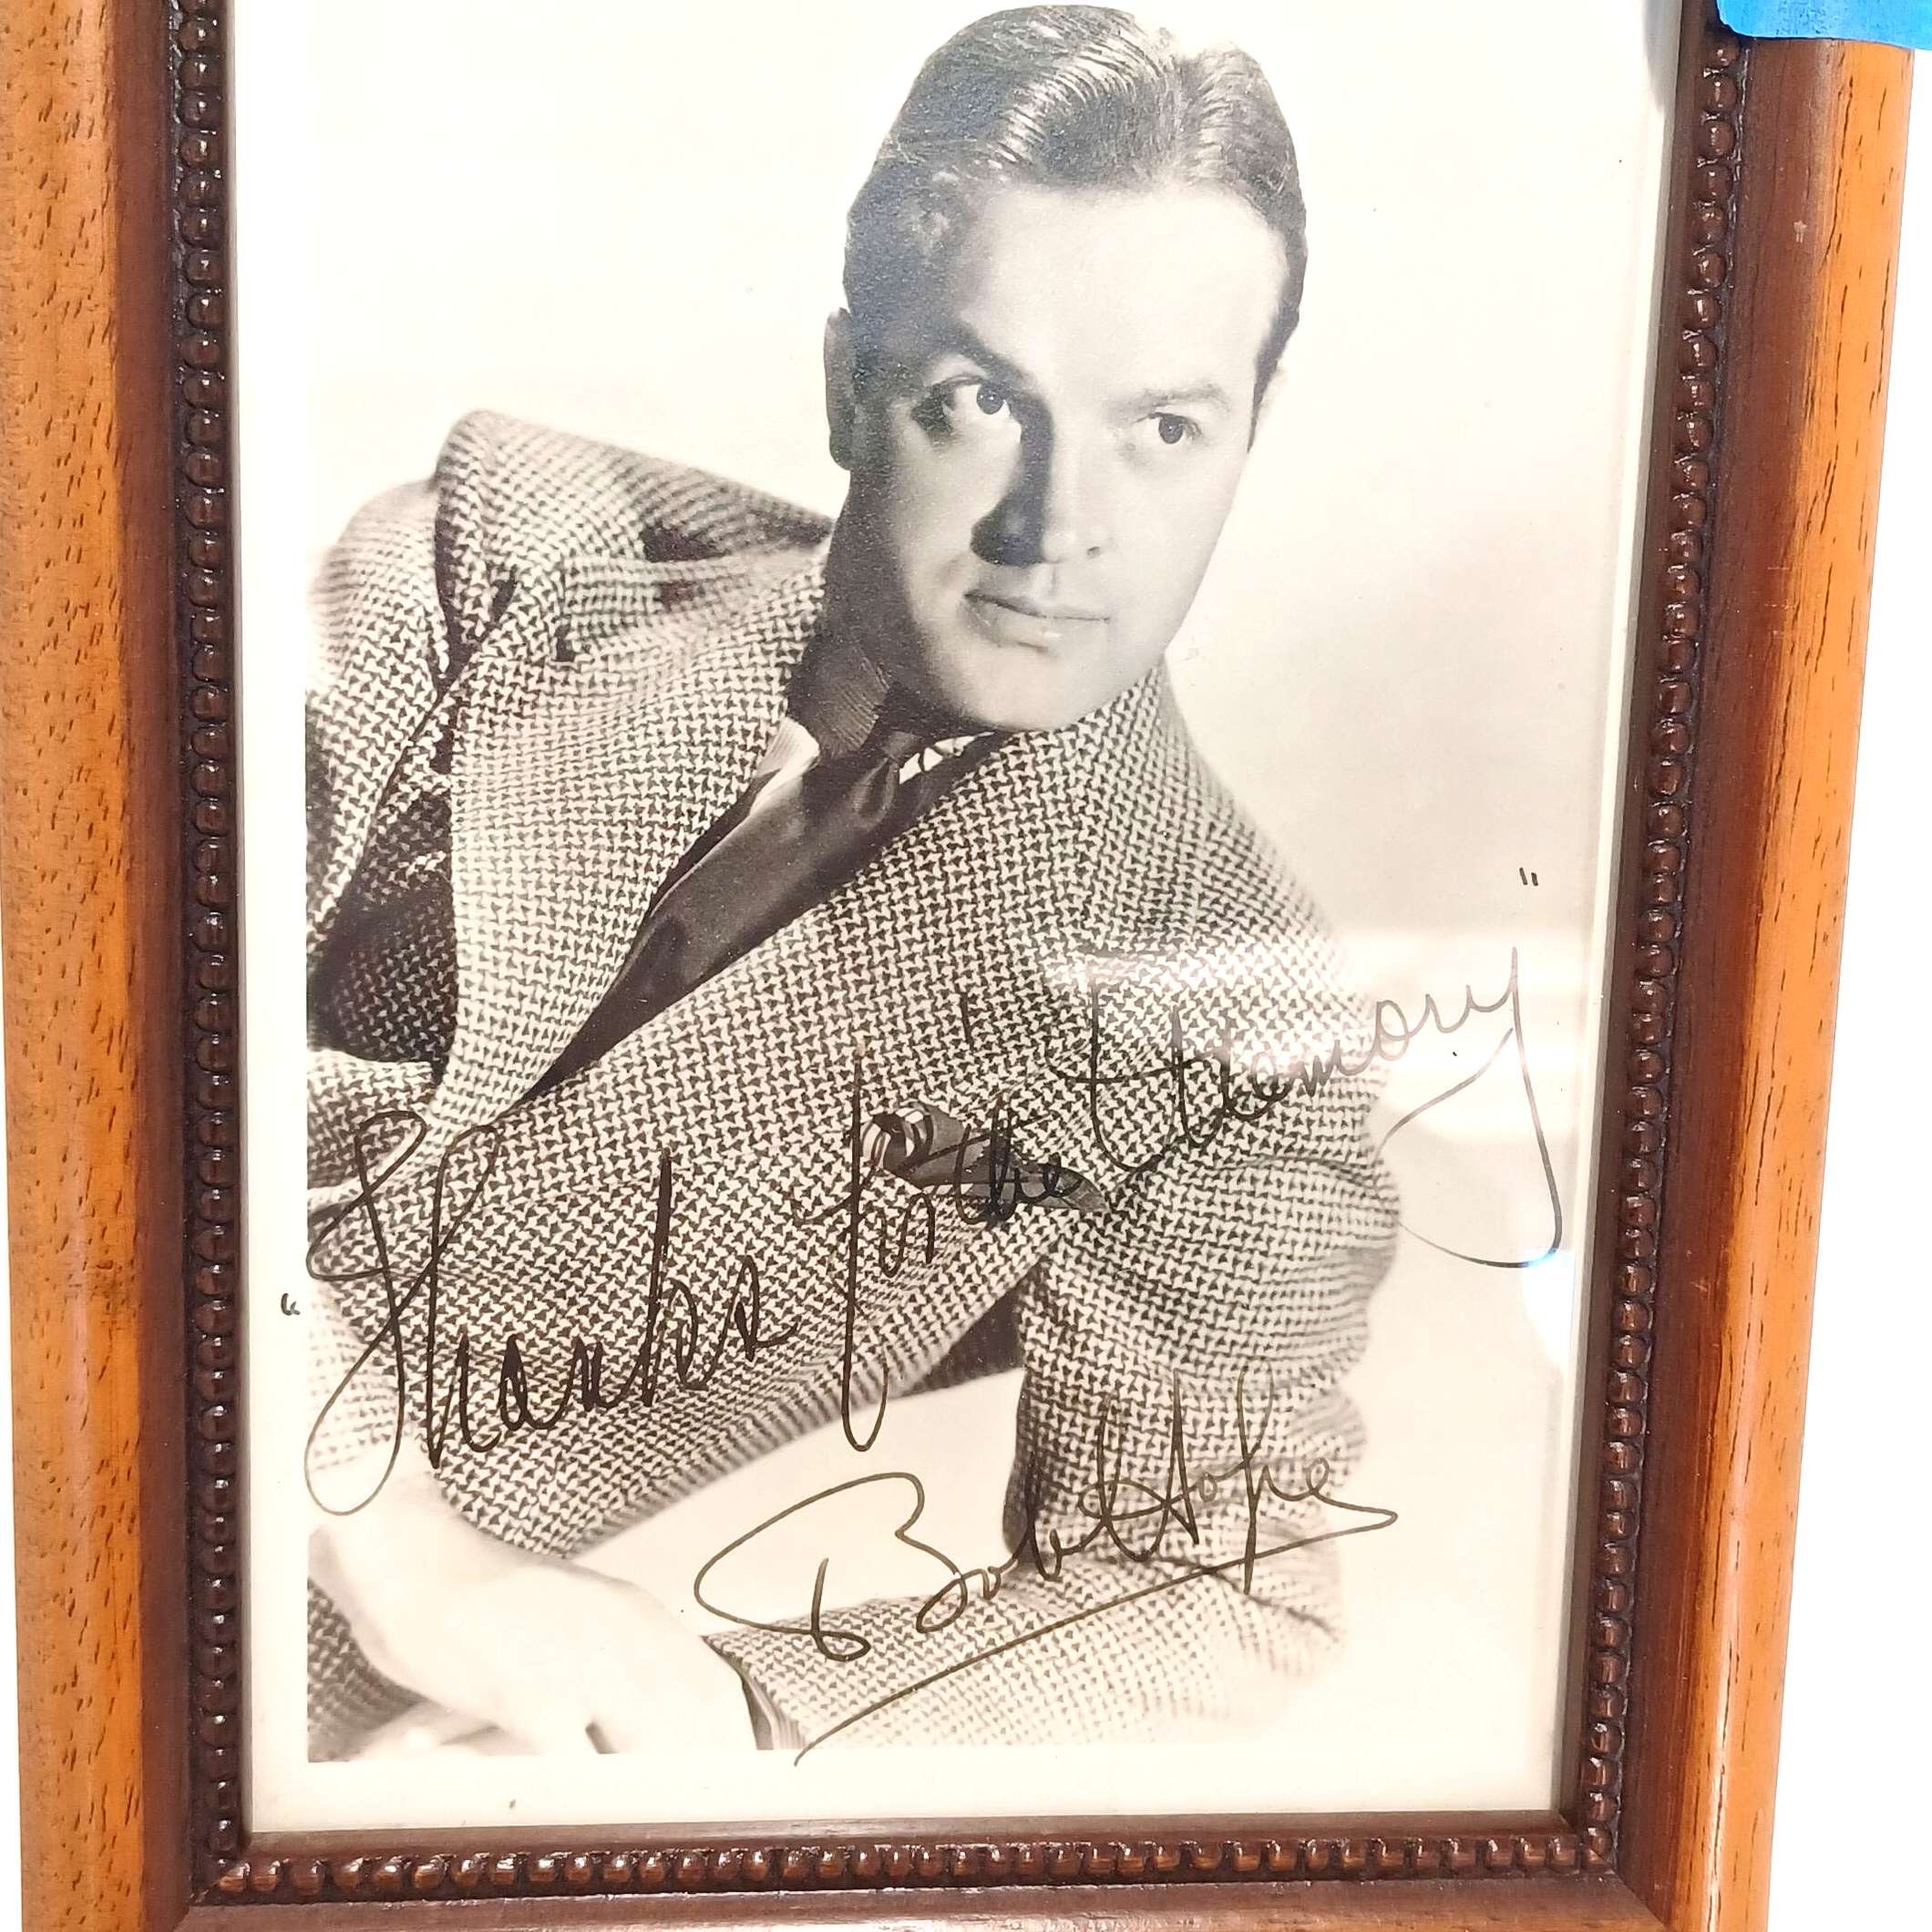 "Thanks for the Memory"
Bob Hope